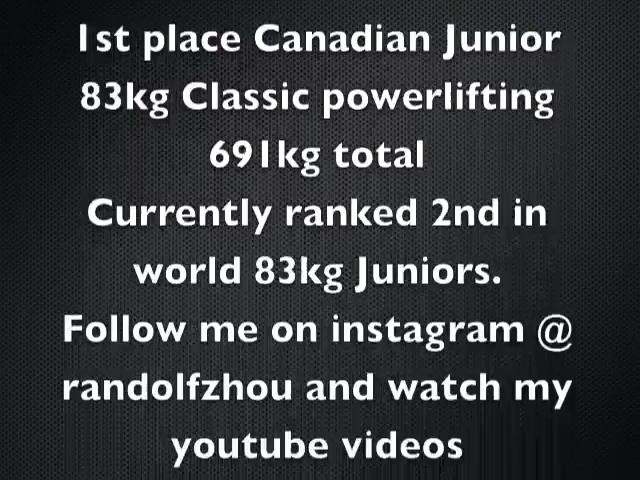 1st place Canadian Junior
83kg Classic powerlifting
691kg total
Currently ranked 2nd in
world 83kg Juniors.
Follow me on instagram @
randolfzhou and watch my
youtube videos